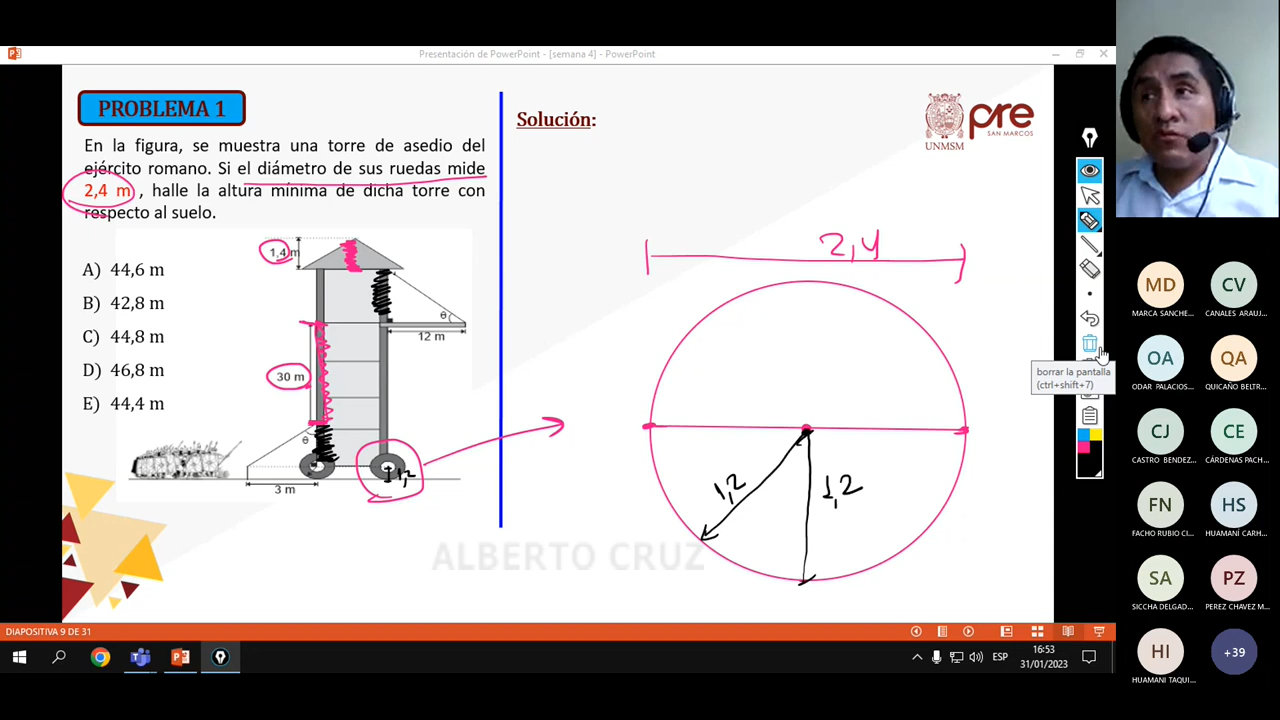 Presentación de PowerPoint - [semana 4] - PowerPoint
PROBLEMA 1
En la figura, se muestra una torre de asedio del
ejército romano. Si el diámetro de sus ruedas mide
2,4 m , halle la altura mínima de dicha torre con
respecto al suelo.
A) 44,6 m
B) 42,8 m
C) 44,8 m
D) 46,8 m
E) 44,4 m
1,4 m
θ
12 m
30 m
θ
1,2
3 m
Solución:
UNMSM
pre
SAN MARCOS
2,4
1,2
1,2
ALBERTO CRUZ
borrar la pantalla
(ctrl+shift+7)
DIAPOSITIVA 9 DE 31
ESP
16:53
31/01/2023
MD
MARCA SANCHE...
CV
CANALES ARAUJ...
OA
ODAR PALACIOS...
QA
QUICAÑO BELTR...
CJ
CASTRO BENDEZ...
CE
CÁRDENAS PACH...
FN
FACHO RUBIO CI...
HS
HUAMANÍ CARH...
SA
SICCHA DELGAD...
PZ
PEREZ CHAVEZ M...
HI
HUAMANI TAQUI...
+39